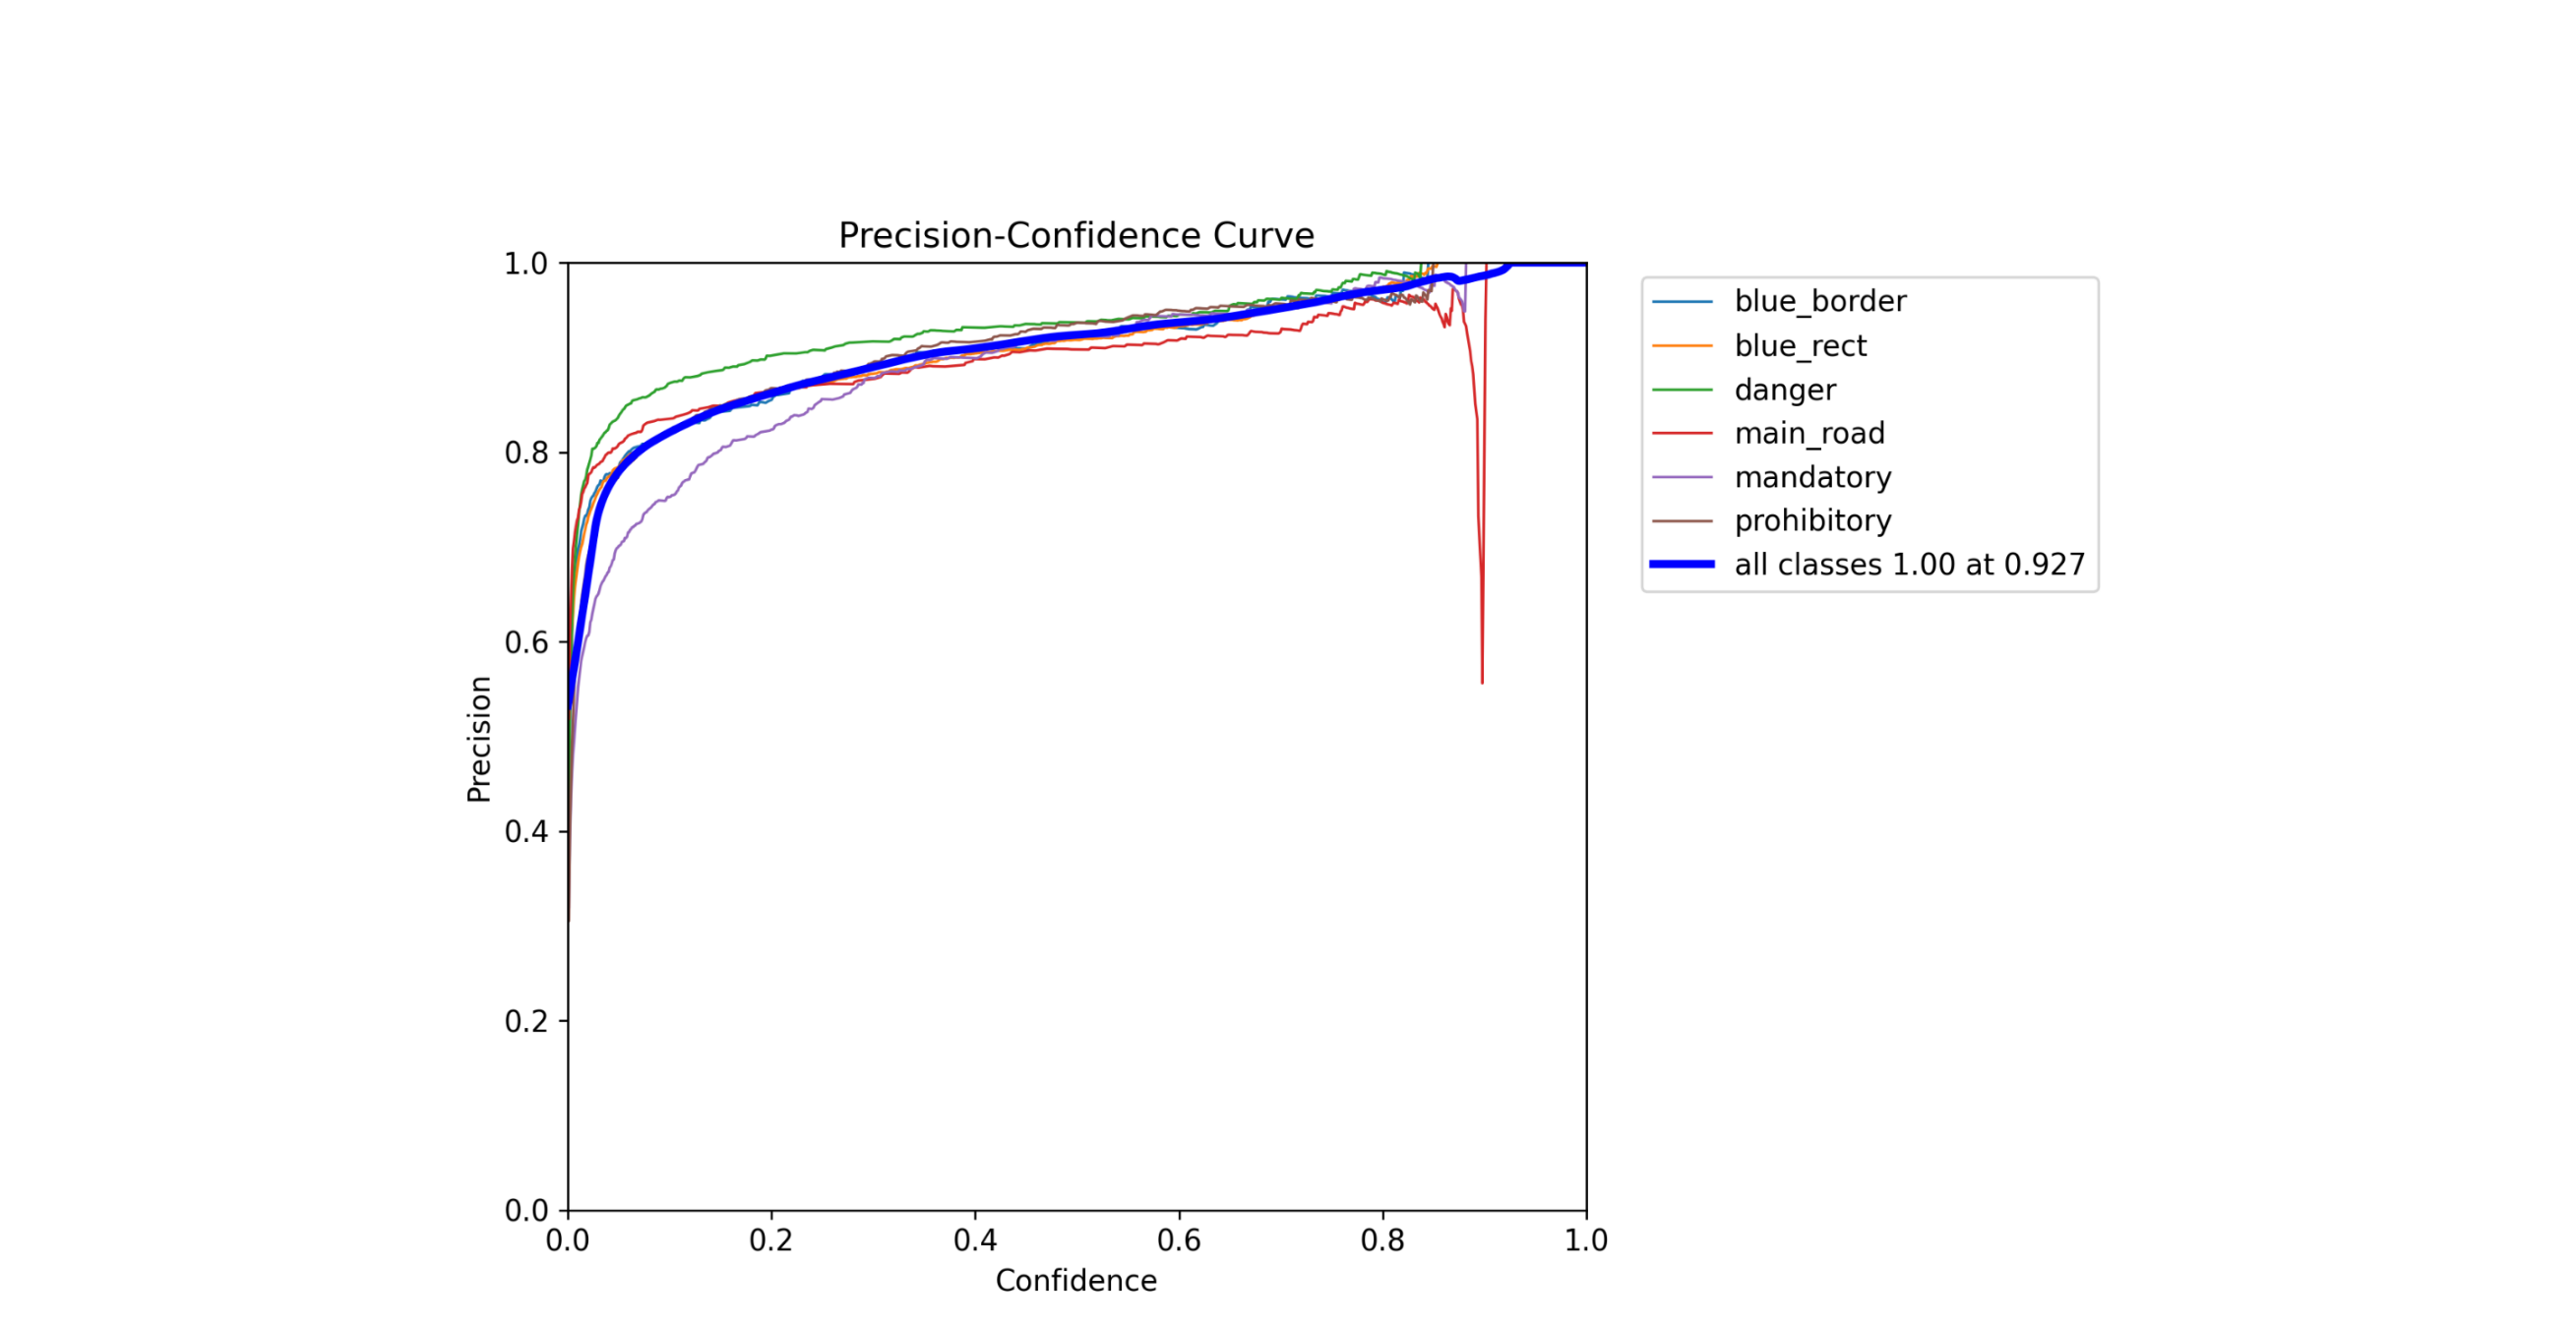 Precision-Confidence Curve
1.0
0.8
0.6
0.4
0.2
0.0
Precision
0.0 0.2 0.4 0.6 0.8 1.0
Confidence
blue_border
blue_rect
danger
main_road
mandatory
prohibitory
all classes 1.00 at 0.927